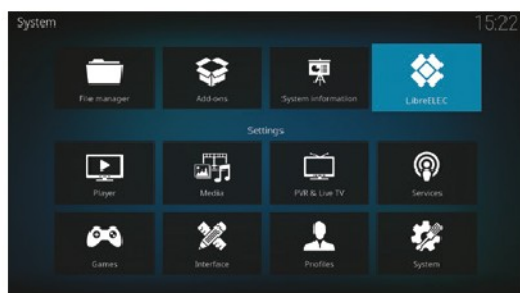 System 15:22
File manager Add-ons System information LibreELEC
Settings
Player Media PVR & Live TV Services
Games Interface Profiles System